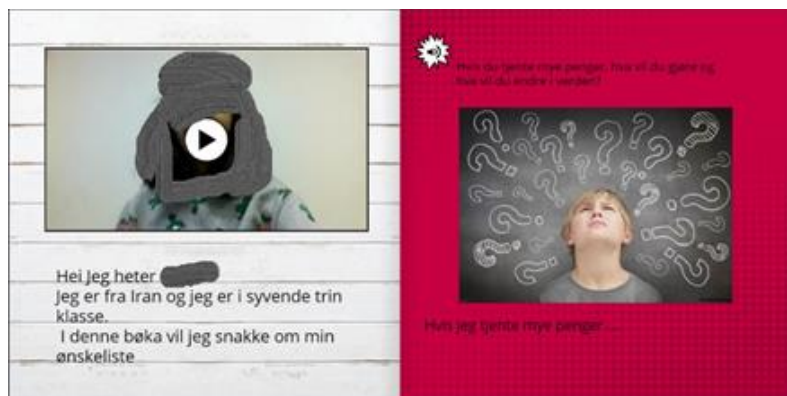 Hei Jeg heter
Jeg er fra Iran og jeg er i syvende trin
klasse.
I denne bøka vil jeg snakke om min
ønskeliste
Hvis du tjente mye penger, hva vil du gjøre og
hva vil du endre i verden?
Hvis jeg tjente mye penger ...